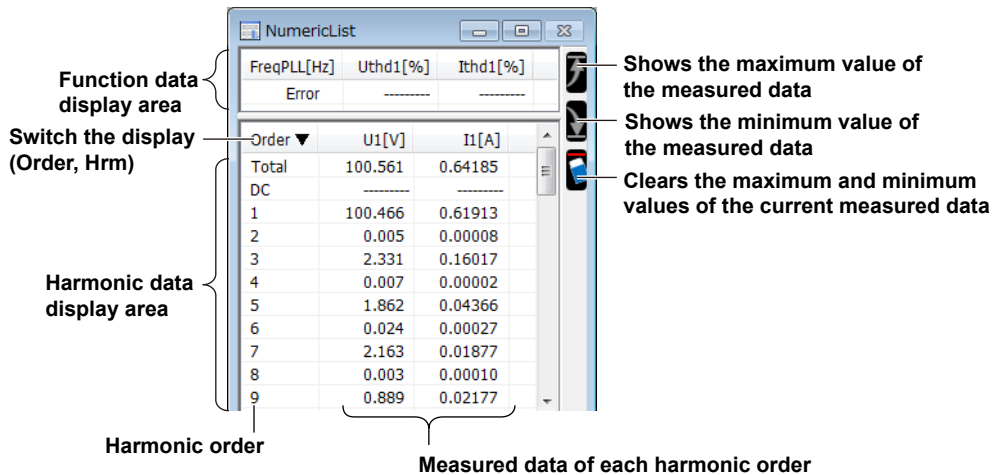 NumericList
Function data
display area
FreqPLL[Hz] Uthd1[%] Ithd1[%]
Error --------- ---------
Shows the maximum value of
the measured data
Shows the minimum value of
the measured data
Clears the maximum and minimum
values of the current measured data
Switch the display
(Order, Hrm)
Order ▼ U1[V] I1[A]
Total 100.561 0.64185
DC --------- ---------
1 100.466 0.61913
2 0.005 0.00008
3 2.331 0.16017
4 0.007 0.00002
5 1.862 0.04366
6 0.024 0.00027
7 2.163 0.01877
8 0.003 0.00010
9 0.889 0.02177
Harmonic data
display area
Harmonic order
Measured data of each harmonic order